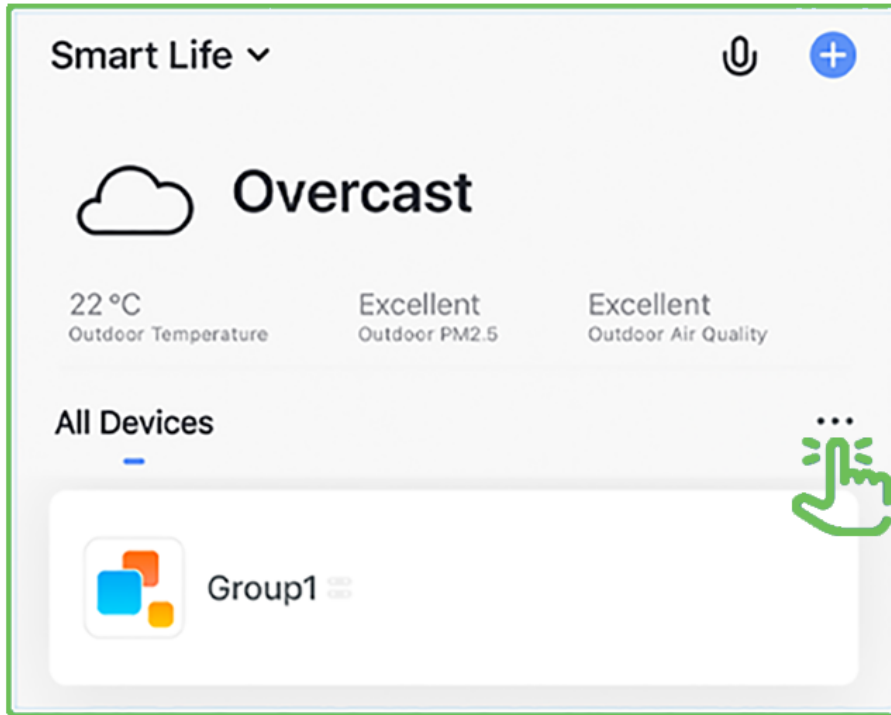 Smart Life
Overcast
22 °C Excellent Excellent
Outdoor Temperature Outdoor PM2.5 Outdoor Air Quality
All Devices
Group1